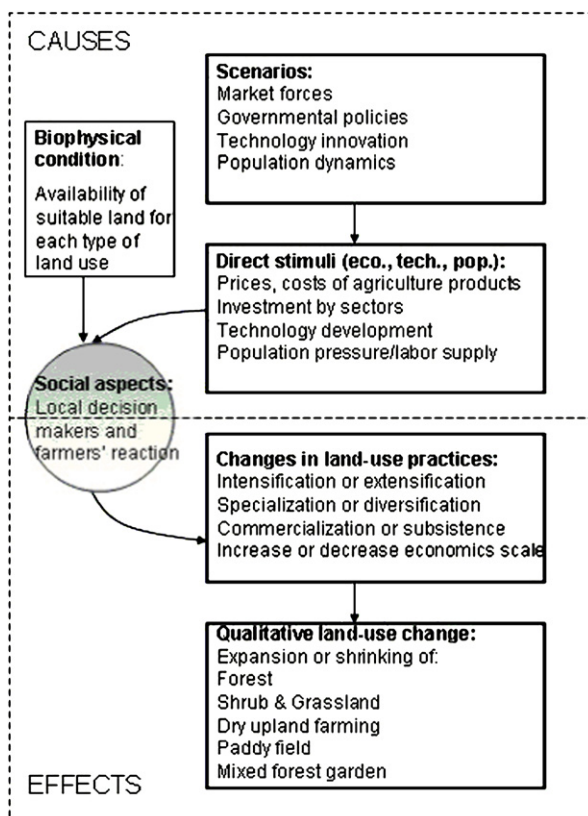 CAUSES
Scenarios:
Market forces
Governmental policies
Technology innovation
Population dynamics
Biophysical
condition:
Availability of
suitable land for
each type of
land use
Direct stimuli (eco., tech., pop.):
Prices, costs of agriculture products
Investment by sectors
Technology development
Population pressure/labor supply
Social aspects:
Local decision
makers and
farmers' reaction
Changes in land-use practices:
Intensification or extensification
Specialization or diversification
Commercialization or subsistence
Increase or decrease economics scale
Qualitative land-use change:
Expansion or shrinking of:
Forest
Shrub & Grassland
Dry upland farming
Paddy field
Mixed forest garden
EFFECTS